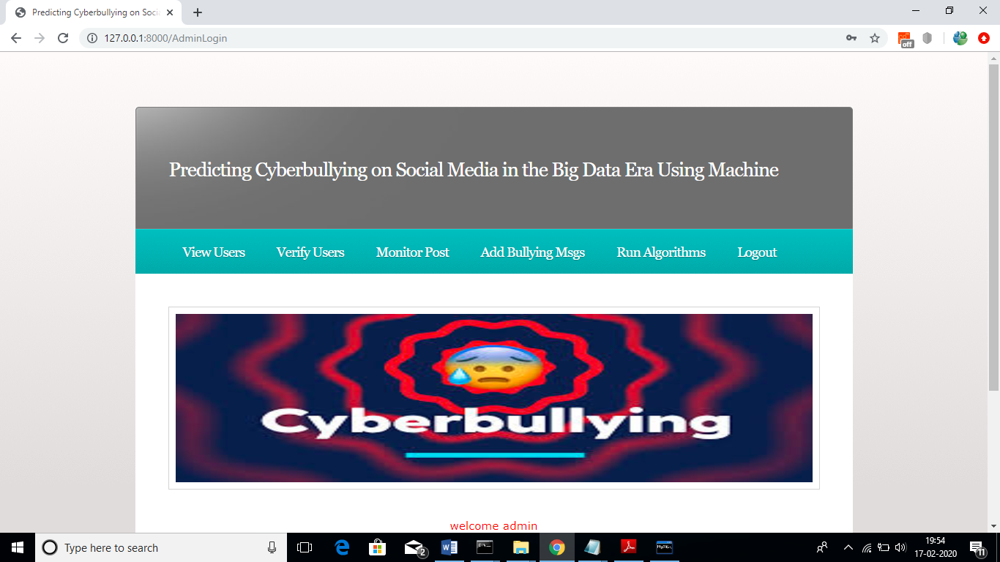 Predicting Cyberbullying on Soci
127.0.0.1:8000/AdminLogin
off
Predicting Cyberbullying on Social Media in the Big Data Era Using Machine
View Users Verify Users Monitor Post Add Bullying Msgs Run Algorithms Logout
Cyberbullying
welcome admin
Type here to search
2
MySQL
19:54
17-02-2020
11